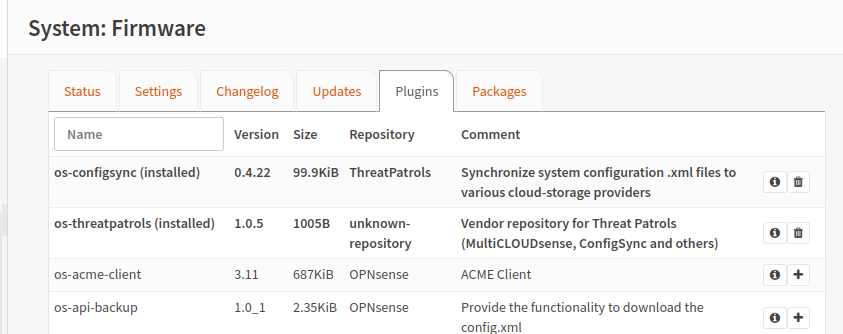 System: Firmware
Status Settings Changelog Updates Plugins Packages
Name Version Size Repository Comment
os-configsync (installed) 0.4.22 99.9KiB ThreatPatrols Synchronize system configuration .xml files to
various cloud-storage providers
os-threatpatrols (installed) 1.0.5 1005B unknown- Vendor repository for Threat Patrols
repository (MultiCLOUDsense, ConfigSync and others)
os-acme-client 3.11 687KiB OPNsense ACME Client
os-api-backup 1.0_1 2.35KiB OPNsense Provide the functionality to download the
config.xml